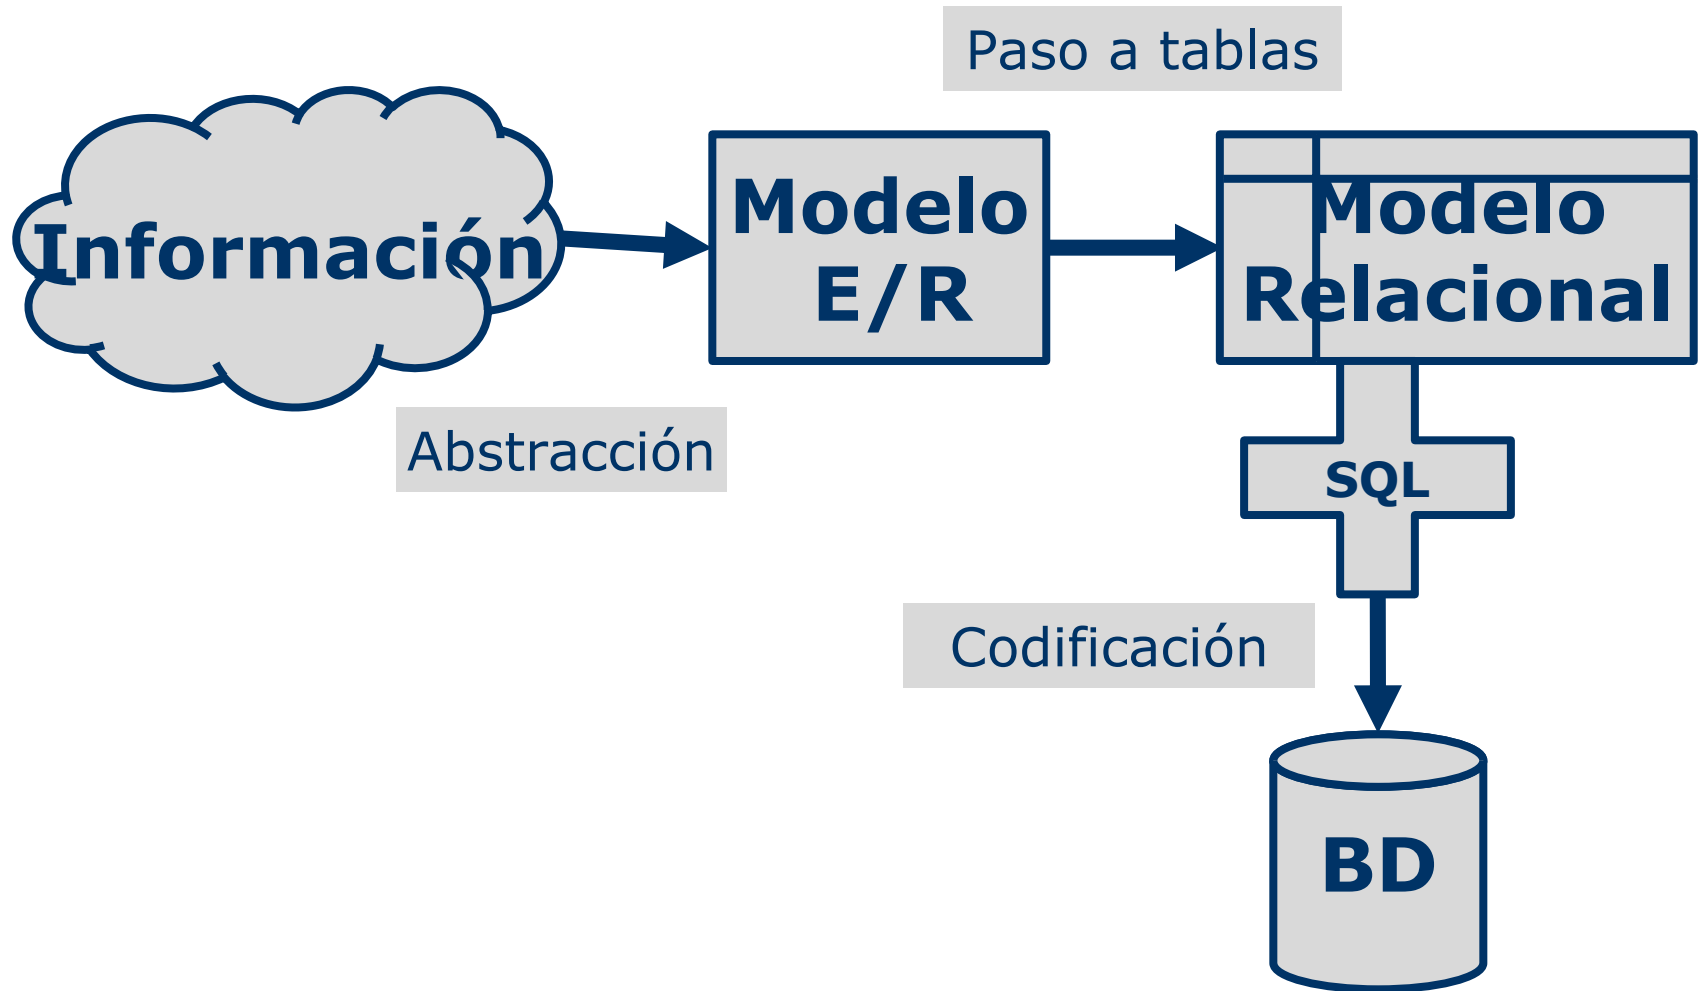 Paso a tablas
Información
Modelo
E/R
Modelo
Relacional
Abstracción
SQL
Codificación
BD